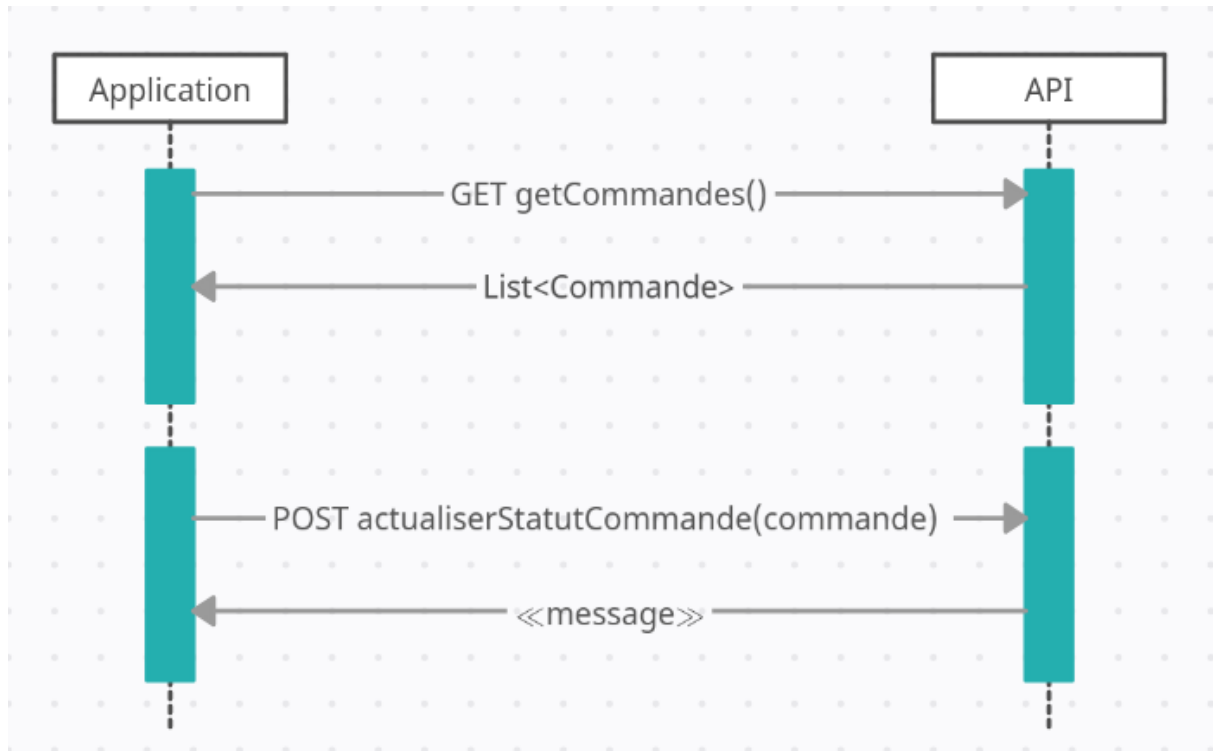 Application
API
GET getCommandes()
List<Commande>
POST actualiserStatutCommande(commande)
≪message≫